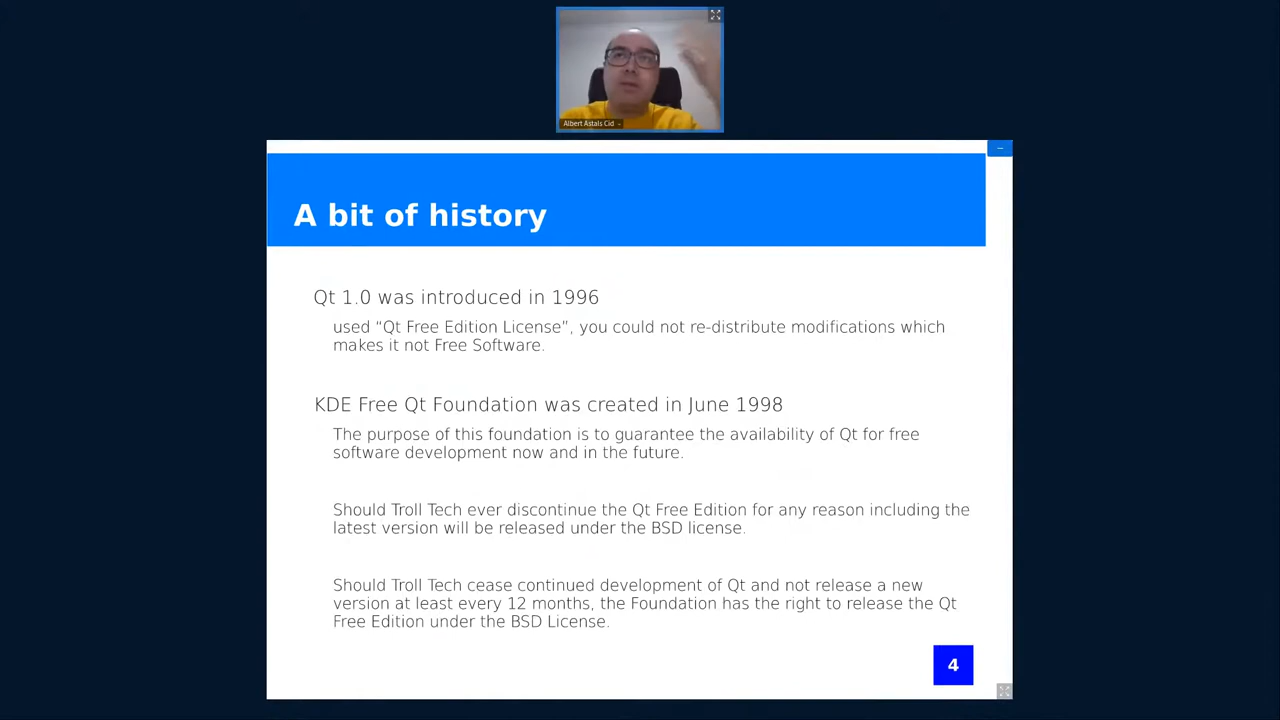 Albert Astals Cid
A bit of history
Qt 1.0 was introduced in 1996
used “Qt Free Edition License”, you could not re-distribute modifications which
makes it not Free Software.
KDE Free Qt Foundation was created in June 1998
The purpose of this foundation is to guarantee the availability of Qt for free
software development now and in the future.
Should Troll Tech ever discontinue the Qt Free Edition for any reason including the
latest version will be released under the BSD license.
Should Troll Tech cease continued development of Qt and not release a new
version at least every 12 months, the Foundation has the right to release the Qt
Free Edition under the BSD License.
4